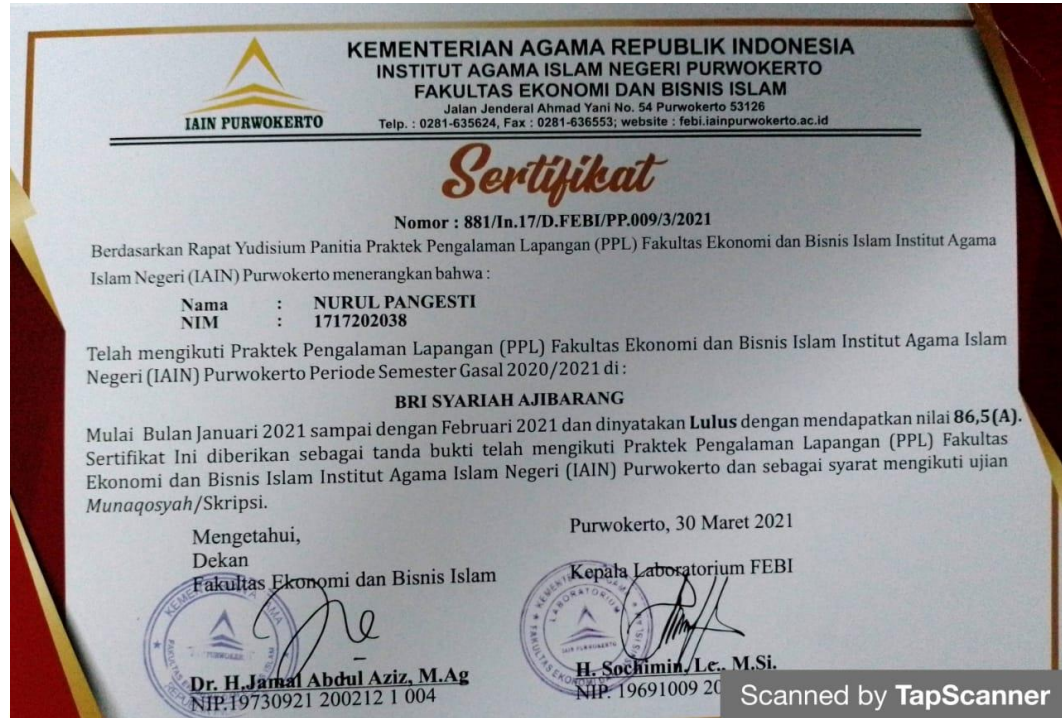 KEMENTERIAN AGAMA REPUBLIK INDONESIA
INSTITUT AGAMA ISLAM NEGERI PURWOKERTO
FAKULTAS EKONOMI DAN BISNIS ISLAM
Jalan Jenderal Ahmad Yani No. 54 Purwokerto 53126
Telp. : 0281-635624, Fax : 0281-636553; website : febi.iainpurwokerto.ac.id
IAIN PURWOKERTO
Sertifikat
Nomor : 881/In.17/D.FEBI/PP.009/3/2021
Berdasarkan Rapat Yudisium Panitia Praktek Pengalaman Lapangan (PPL) Fakultas Ekonomi dan Bisnis Islam Institut Agama
Islam Negeri (IAIN) Purwokerto menerangkan bahwa :
Nama : NURUL PANGESTI
NIM : 1717202038
Telah mengikuti Praktek Pengalaman Lapangan (PPL) Fakultas Ekonomi dan Bisnis Islam Institut Agama Islam
Negeri (IAIN) Purwokerto Periode Semester Gasal 2020/2021 di :
BRI SYARIAH AJIBARANG
Mulai Bulan Januari 2021 sampai dengan Februari 2021 dan dinyatakan Lulus dengan mendapatkan nilai 86,5(A).
Sertifikat Ini diberikan sebagai tanda bukti telah mengikuti Praktek Pengalaman Lapangan (PPL) Fakultas
Ekonomi dan Bisnis Islam Institut Agama Islam Negeri (IAIN) Purwokerto dan sebagai syarat mengikuti ujian
Munaqosyah/Skripsi.
Mengetahui,
Dekan
Fakultas Ekonomi dan Bisnis Islam
Dr. H.Jamal Abdul Aziz, M.Ag
NIP.19730921 200212 1 004
Purwokerto, 30 Maret 2021
Kepala Laboratorium FEBI
H. Sochimin, Lc., M.Si.
NIP. 19691009 20
Scanned by TapScanner